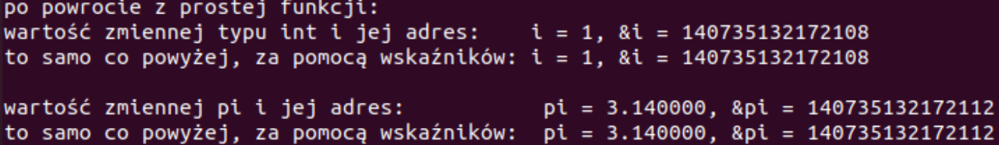 po powrocie z prostej funkcji:
wartość zmiennej typu int i jej adres:    i = 1, &i = 140735132172108
to samo co powyżej, za pomocą wskaźników: i = 1, &i = 140735132172108

wartość zmiennej pi i jej adres:           pi = 3.140000, &pi = 140735132172112
to samo co powyżej, za pomocą wskaźników:  pi = 3.140000, &pi = 140735132172112